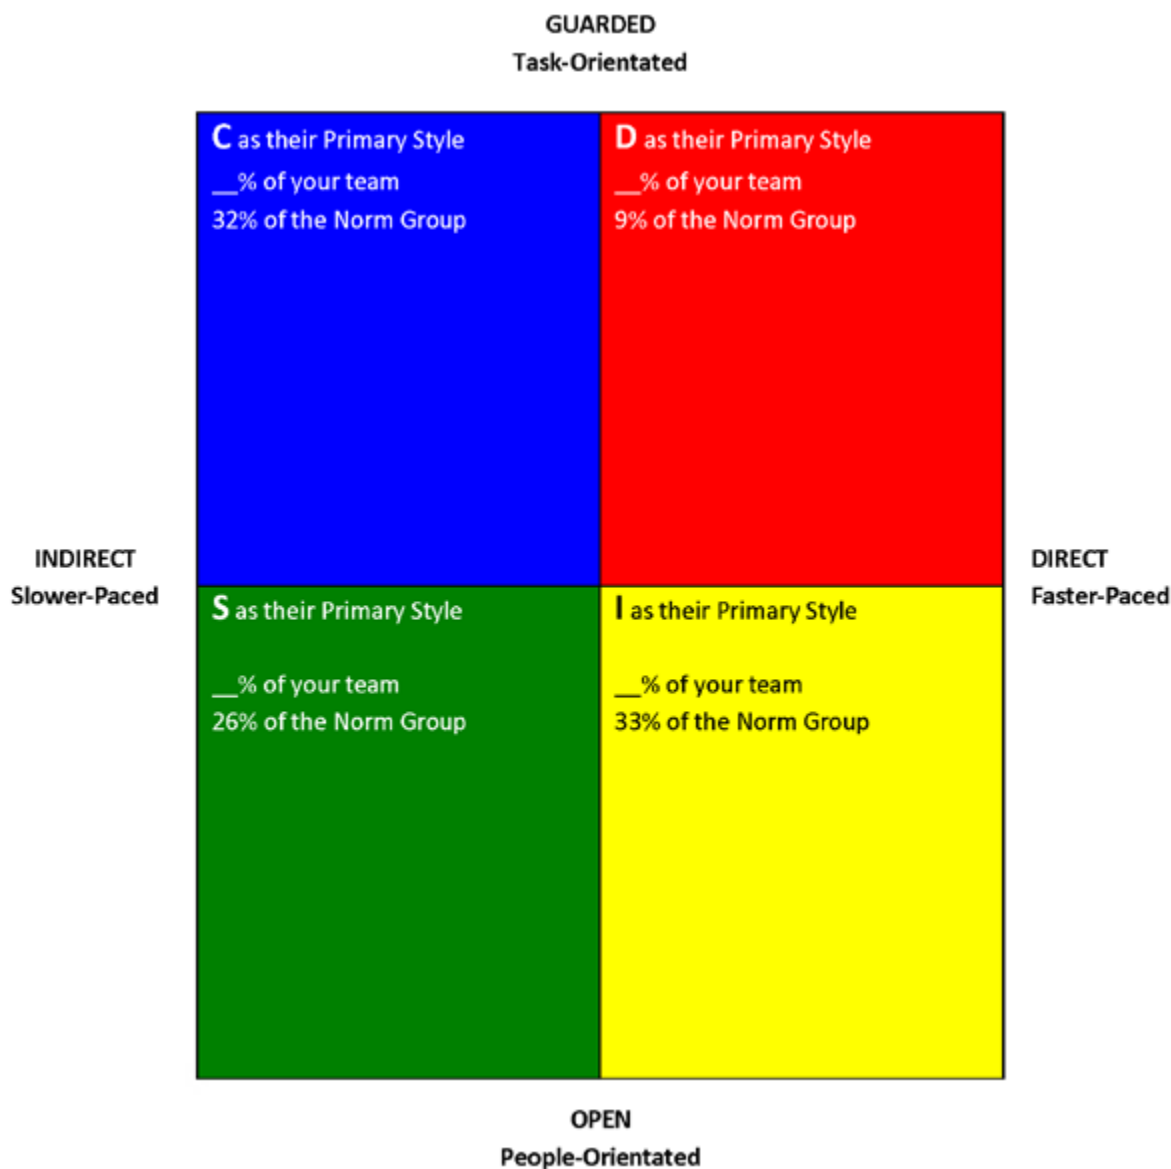 GUARDED
Task-Orientated
C as their Primary Style
__% of your team
32% of the Norm Group
D as their Primary Style
__% of your team
9% of the Norm Group
INDIRECT
Slower-Paced
DIRECT
Faster-Paced
S as their Primary Style
__% of your team
26% of the Norm Group
I as their Primary Style
__% of your team
33% of the Norm Group
OPEN
People-Orientated